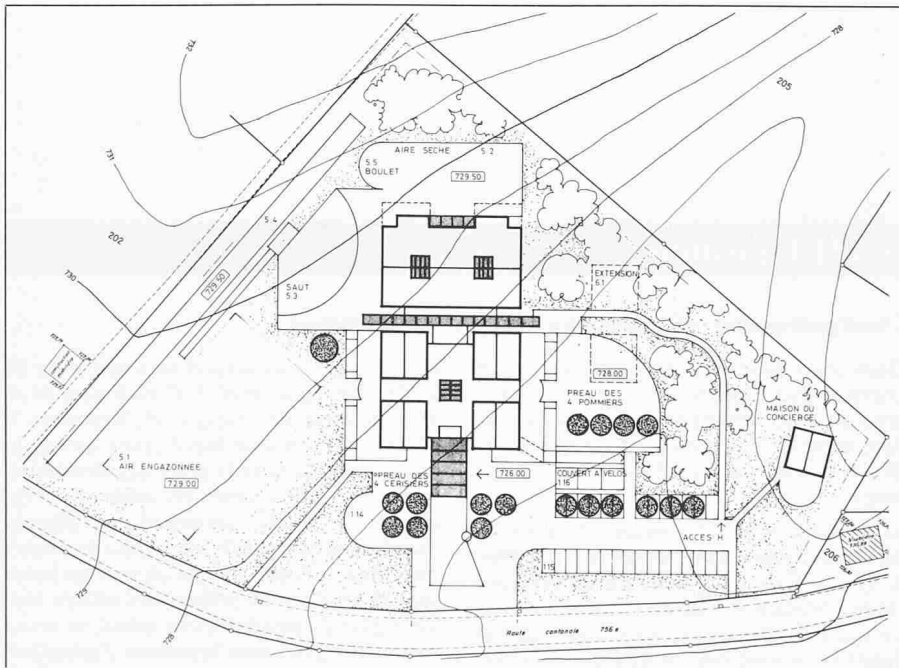 732
728
205
731
AIRE SECHE 5.2
5.5
BOULET
729.50
5.4
202
729.50
EXTENSION
6.1
SAUT
5.3
730
728.00
PREAU DES
4 POMMIERS
MAISON DU
CONCIERGE
5.1
AIR ENGAZONNEE
729.00
PPREAU DES
4 CERISIERS
726.00
COUVERT A VELOS
1.16
1.14
ACCES H
206
1.15
729
728
Route cantonale 756 e